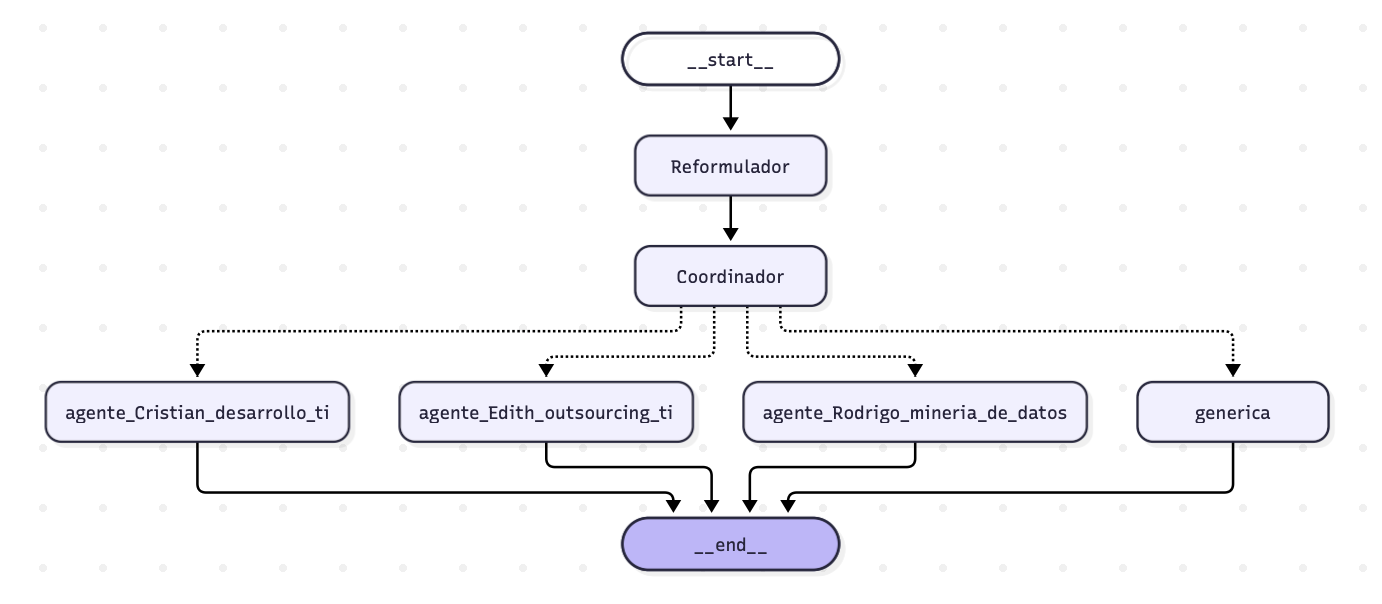 __start__
Reformulador
Coordinador
agente_Cristian_desarrollo_ti
agente_Edith_outsourcing_ti
agente_Rodrigo_mineria_de_datos
generica
__end__